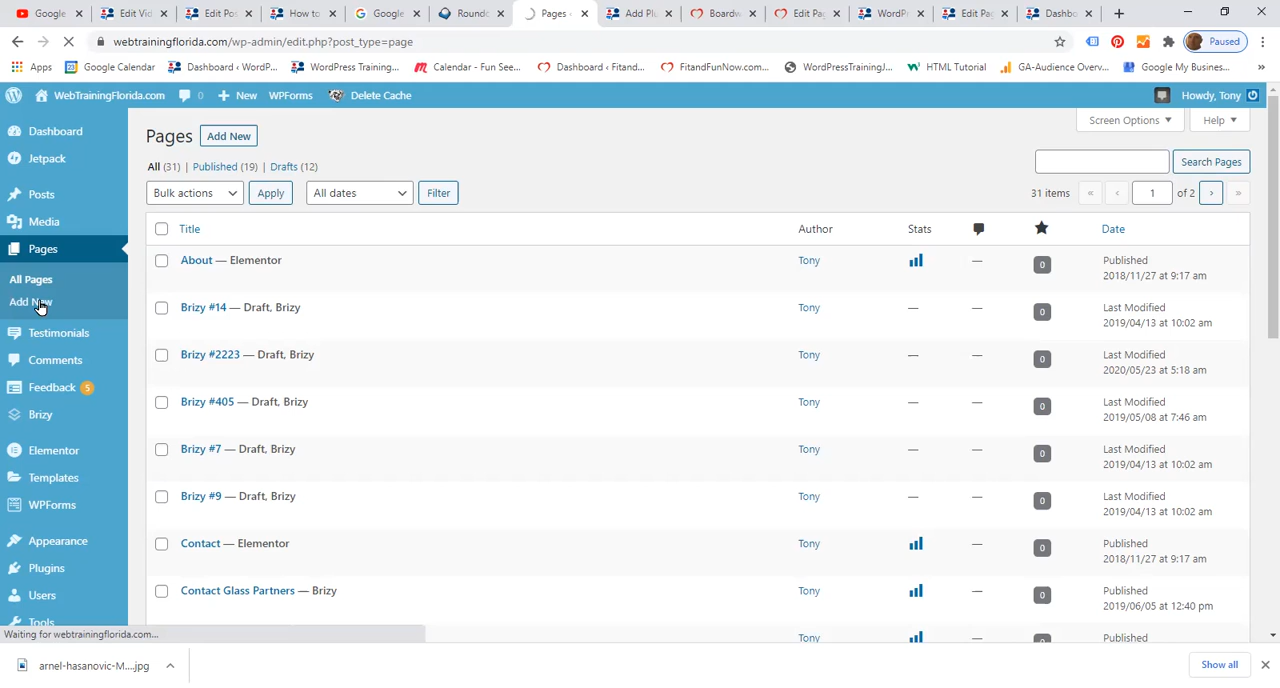 Google
Edit Vid
Edit Pos
How to
Google
Roundc
Pages ‹
Add Plu
Boardw
Edit Pag
WordPr
Edit Pag
Dashbo
webtrainingflorida.com/wp-admin/edit.php?post_type=page
Paused
Apps
Google Calendar
Dashboard ‹ WordP...
WordPress Training...
Calendar - Fun See...
Dashboard ‹ Fitand...
FitandFunNow.com...
WordPressTrainingJ...
HTML Tutorial
GA-Audience Overv...
Google My Busines...
»
WebTrainingFlorida.com
0
+ New
WPForms
Delete Cache
Howdy, Tony
Dashboard
Jetpack
Posts
Media
Pages
All Pages
Add New
Testimonials
Comments
Feedback 5
Brizy
Elementor
Templates
WPForms
Appearance
Plugins
Users
Tools
Pages Add New
Screen Options ▼
Help ▼
All (31) | Published (19) | Drafts (12)
Search Pages
Bulk actions
Apply
All dates
Filter
31 items « ‹ 1 of 2 › »
Title Author Stats Date
About — Elementor Tony — 0 Published
2018/11/27 at 9:17 am
Brizy #14 — Draft, Brizy Tony — — 0 Last Modified
2019/04/13 at 10:02 am
Brizy #2223 — Draft, Brizy Tony — — 0 Last Modified
2020/05/23 at 5:18 am
Brizy #405 — Draft, Brizy Tony — — 0 Last Modified
2019/05/08 at 7:46 am
Brizy #7 — Draft, Brizy Tony — — 0 Last Modified
2019/04/13 at 10:02 am
Brizy #9 — Draft, Brizy Tony — — 0 Last Modified
2019/04/13 at 10:02 am
Contact — Elementor Tony — 0 Published
2018/11/27 at 9:17 am
Contact Glass Partners — Brizy Tony — 0 Published
2019/06/05 at 12:40 pm
Tony — Published
Waiting for webtrainingflorida.com...
arnel-hasanovic-M....jpg
Show all